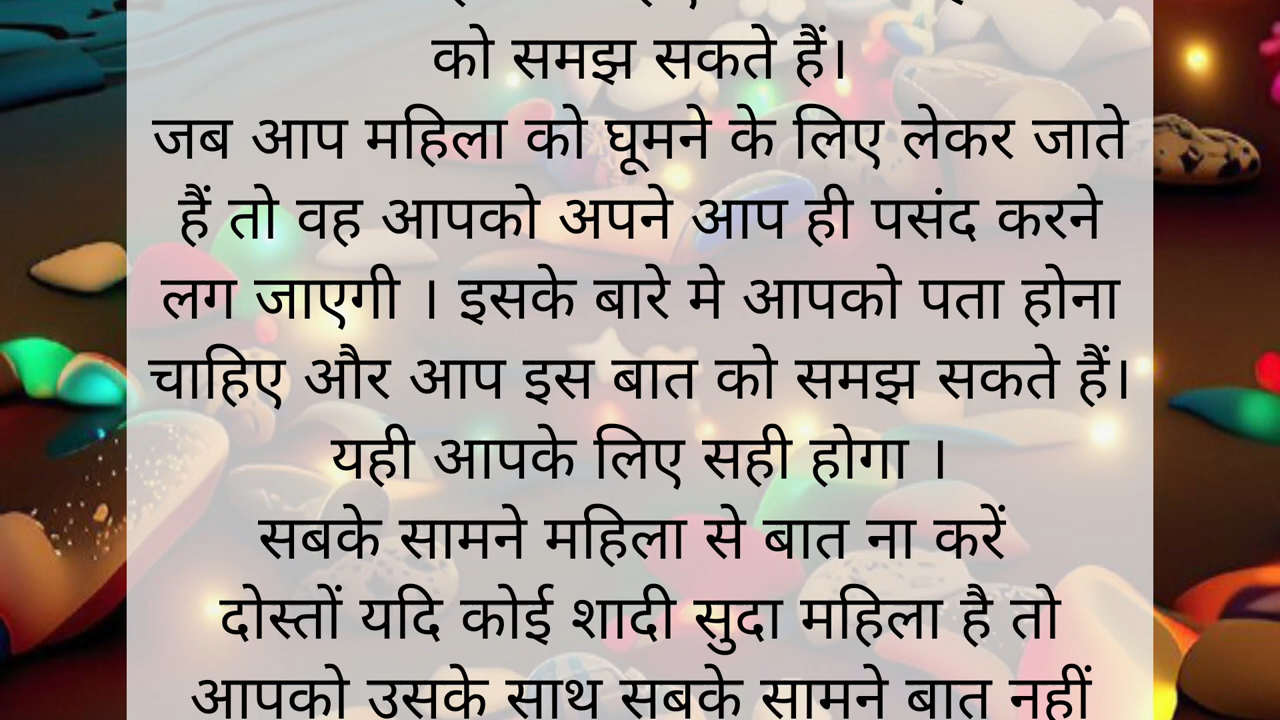 को समझ सकते हैं।
जब आप महिला को घूमने के लिए लेकर जाते
हैं तो वह आपको अपने आप ही पसंद करने
लग जाएगी । इसके बारे मे आपको पता होना
चाहिए और आप इस बात को समझ सकते हैं।
यही आपके लिए सही होगा ।
सबके सामने महिला से बात ना करें
दोस्तों यदि कोई शादी सुदा महिला है तो
आपको उसके साथ सबके सामने बात नहीं